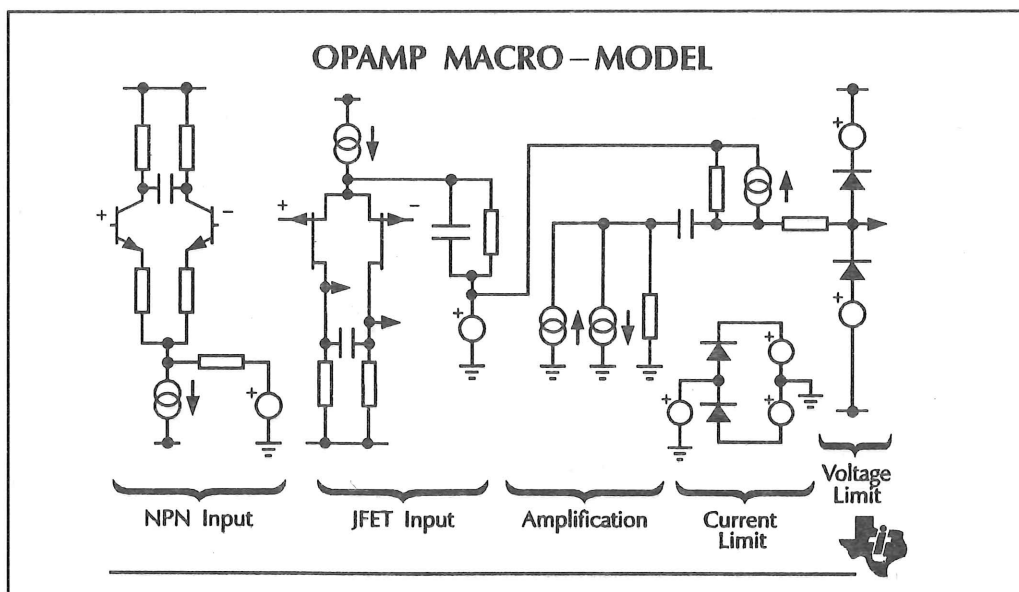 OPAMP MACRO – MODEL
+
–
+
+
–
+
+
+
+
+
+
+
NPN Input
JFET Input
Amplification
Current
Limit
Voltage
Limit